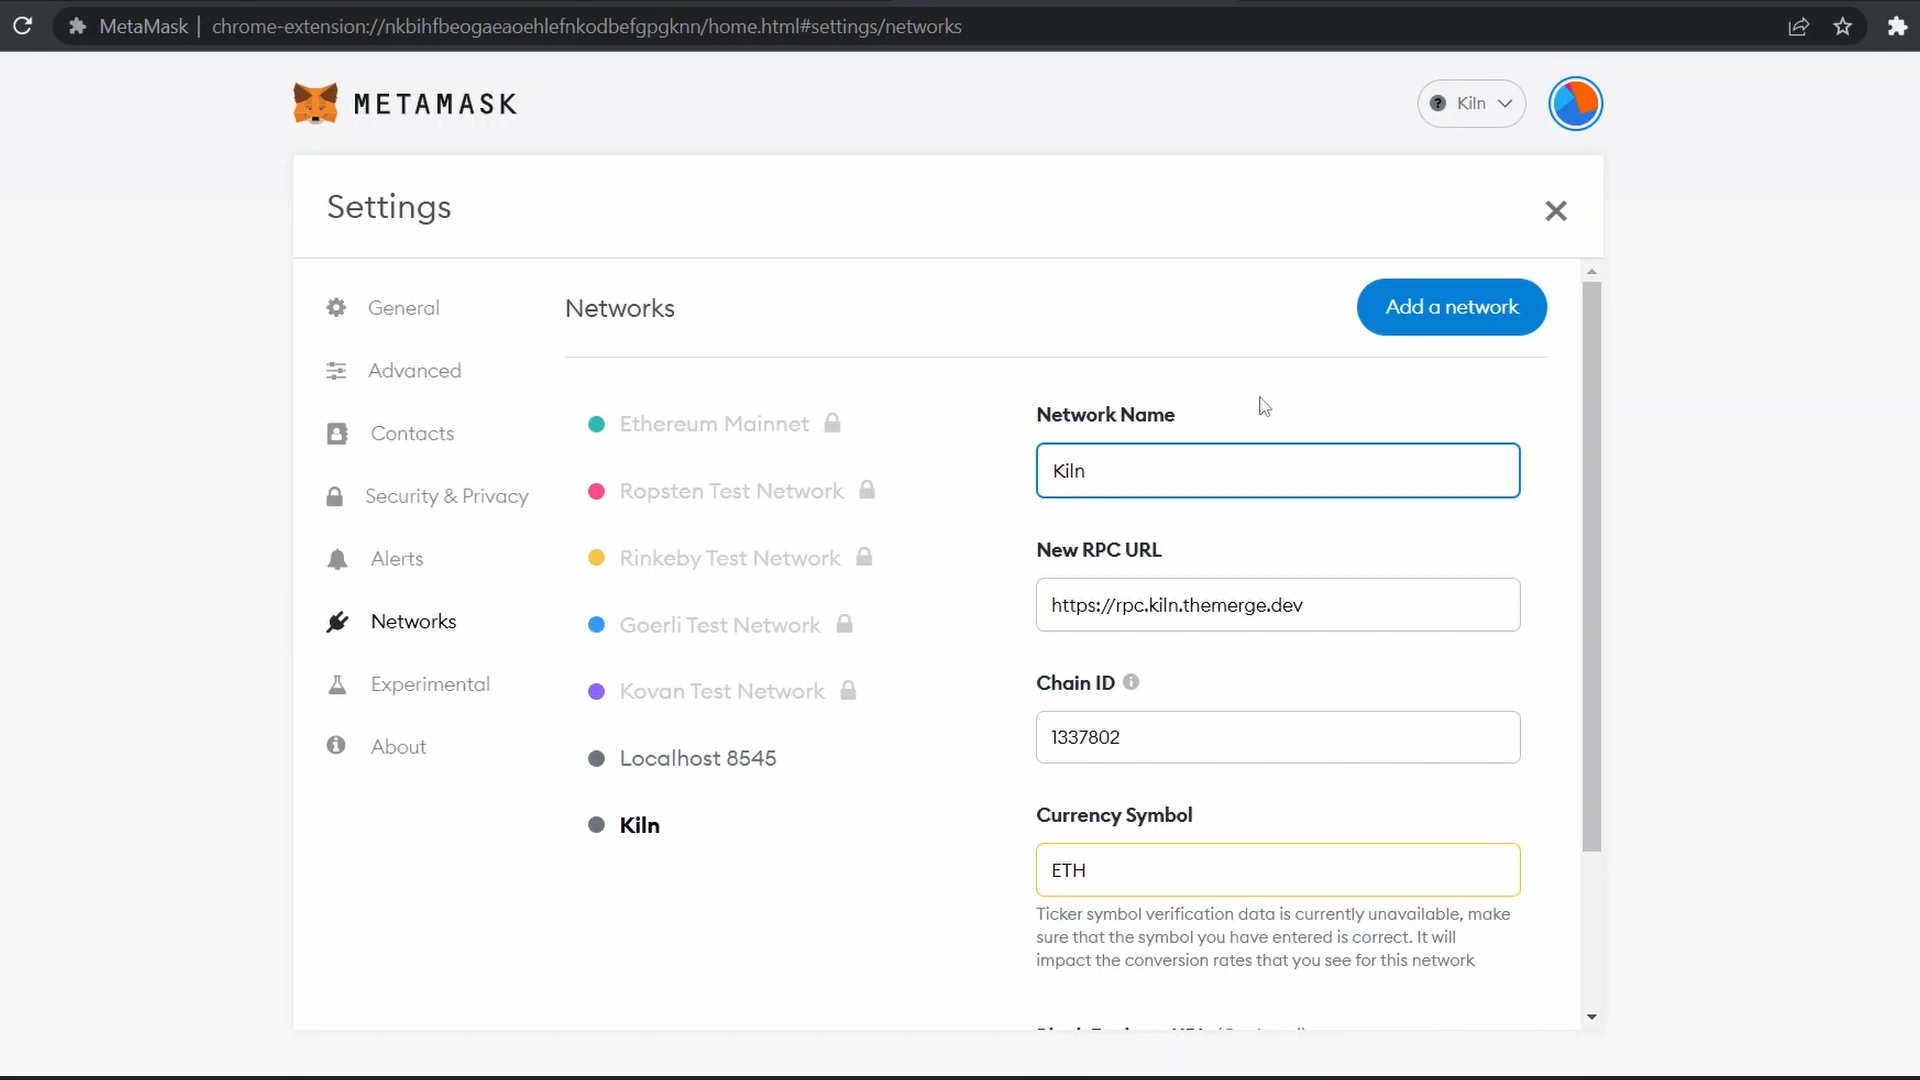 MetaMask | chrome-extension://nkbihfbeogaeaoehlefnkodbefgpgknn/home.html#settings/networks
METAMASK
Kiln
Settings
General
Advanced
Contacts
Security & Privacy
Alerts
Networks
Experimental
About
Networks
Add a network
Ethereum Mainnet
Ropsten Test Network
Rinkeby Test Network
Goerli Test Network
Kovan Test Network
Localhost 8545
Kiln
Network Name
Kiln
New RPC URL
https://rpc.kiln.themerge.dev
Chain ID
1337802
Currency Symbol
ETH
Ticker symbol verification data is currently unavailable, make
sure that the symbol you have entered is correct. It will
impact the conversion rates that you see for this network